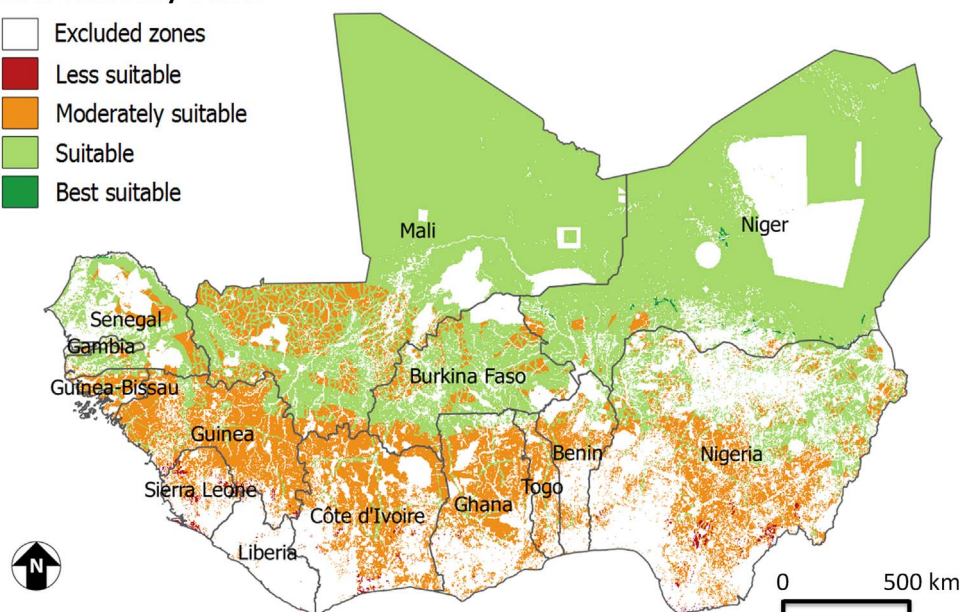 Excluded zones
Less suitable
Moderately suitable
Suitable
Best suitable
Mali
Niger
Senegal
Gambia
Guinea-Bissau
Burkina Faso
Guinea
Benin
Nigeria
Sierra Leone
Togo
Côte d'Ivoire
Ghana
Liberia
N
0 500 km